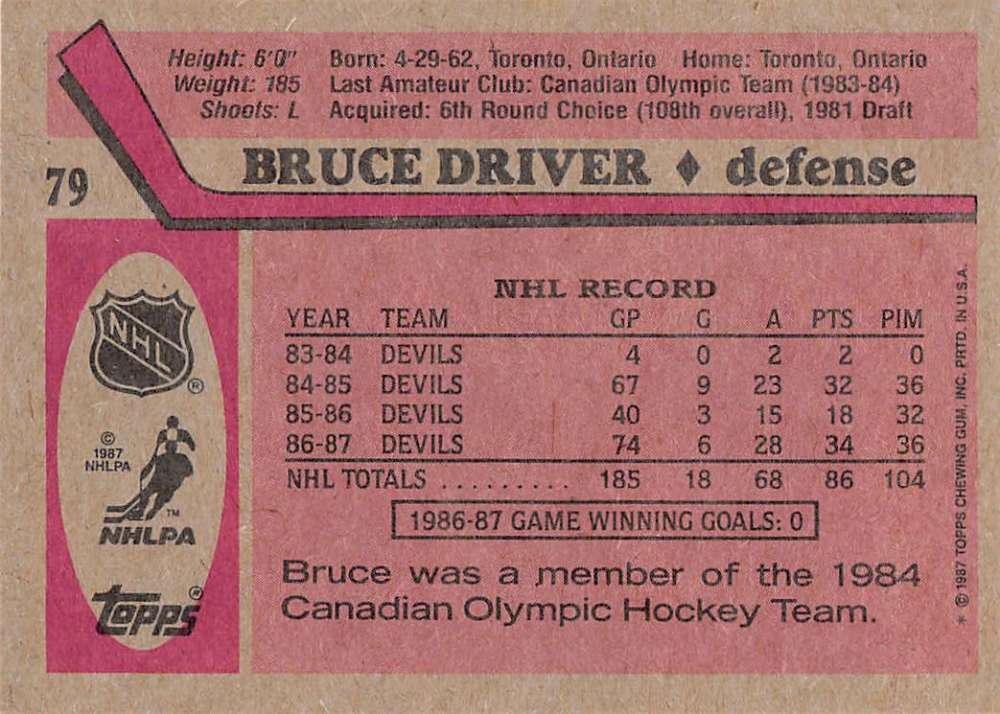 Height: 6'0" Born: 4-29-62, Toronto, Ontario Home: Toronto, Ontario
Weight: 185 Last Amateur Club: Canadian Olympic Team (1983-84)
Shoots: L Acquired: 6th Round Choice (108th overall), 1981 Draft
79 BRUCE DRIVER ♦ defense
NHL RECORD
YEAR TEAM GP G A PTS PIM
83-84 DEVILS 4 0 2 2 0
84-85 DEVILS 67 9 23 32 36
85-86 DEVILS 40 3 15 18 32
86-87 DEVILS 74 6 28 34 36
NHL TOTALS .......... 185 18 68 86 104
1986-87 GAME WINNING GOALS: 0
Bruce was a member of the 1984
Canadian Olympic Hockey Team.
NHL ®
©
1987
NHLPA
TM
NHLPA
topps ®
* © 1987 TOPPS CHEWING GUM, INC. PRTD. IN U.S.A.